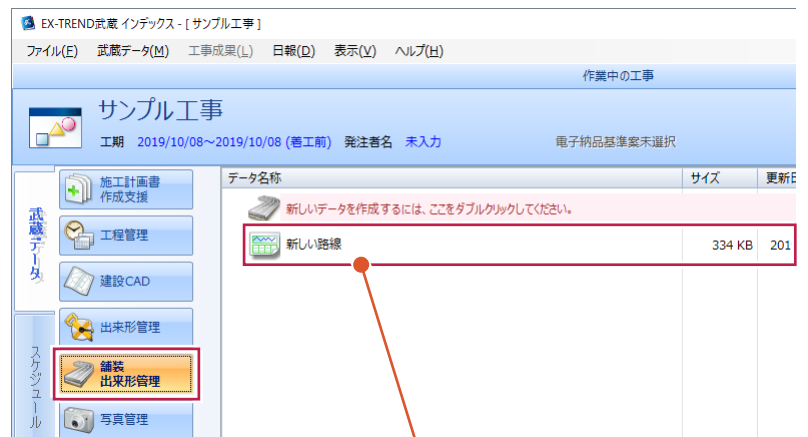 EX-TREND武蔵 インデックス - [ サンプル工事 ]
ファイル(F) 武蔵データ(M) 工事成果(L) 日報(D) 表示(V) ヘルプ(H)
作業中の工事
サンプル工事
工期 2019/10/08～2019/10/08 (着工前) 発注者名 未入力 電子納品基準案未選択
武蔵データ
スケジュール
施工計画書
作成支援
工程管理
建設CAD
出来形管理
舗装
出来形管理
写真管理
データ名称 サイズ 更新日
新しいデータを作成するには、ここをダブルクリックしてください。
新しい路線 334 KB 201